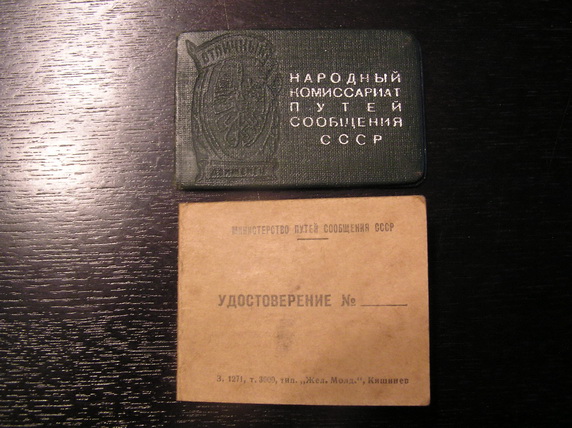 ОТЛИЧНЫЙ
ДВИЖЕНЕЦ
НАРОДНЫЙ
КОМИССАРИАТ
ПУТЕЙ
СООБЩЕНИЯ
СССР
МИНИСТЕРСТВО ПУТЕЙ СООБЩЕНИЯ СССР
УДОСТОВЕРЕНИЕ №
З. 1271, т. 3000, тип. „Жел. Молд.", Кишинев